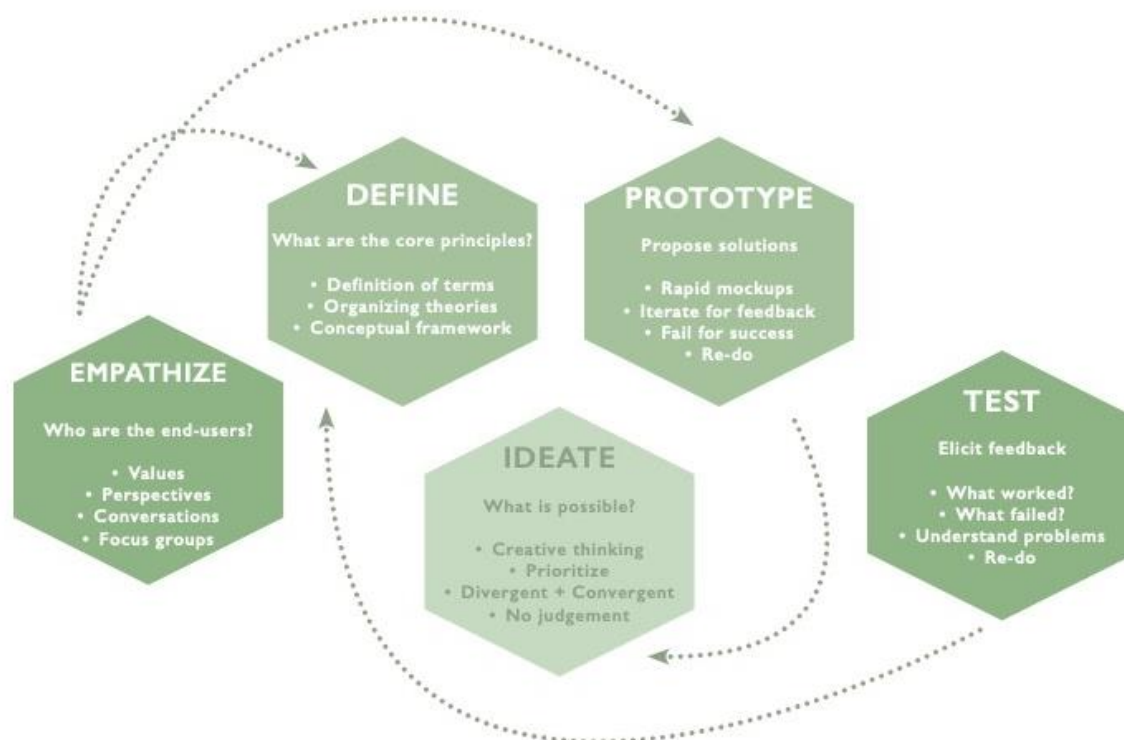 DEFINE
What are the core principles?
• Definition of terms
• Organizing theories
• Conceptual framework
PROTOTYPE
Propose solutions
• Rapid mockups
• Iterate for feedback
• Fail for success
• Re-do
EMPATHIZE
Who are the end-users?
• Values
• Perspectives
• Conversations
• Focus groups
IDEATE
What is possible?
• Creative thinking
• Prioritize
• Divergent + Convergent
• No judgement
TEST
Elicit feedback
• What worked?
• What failed?
• Understand problems
• Re-do